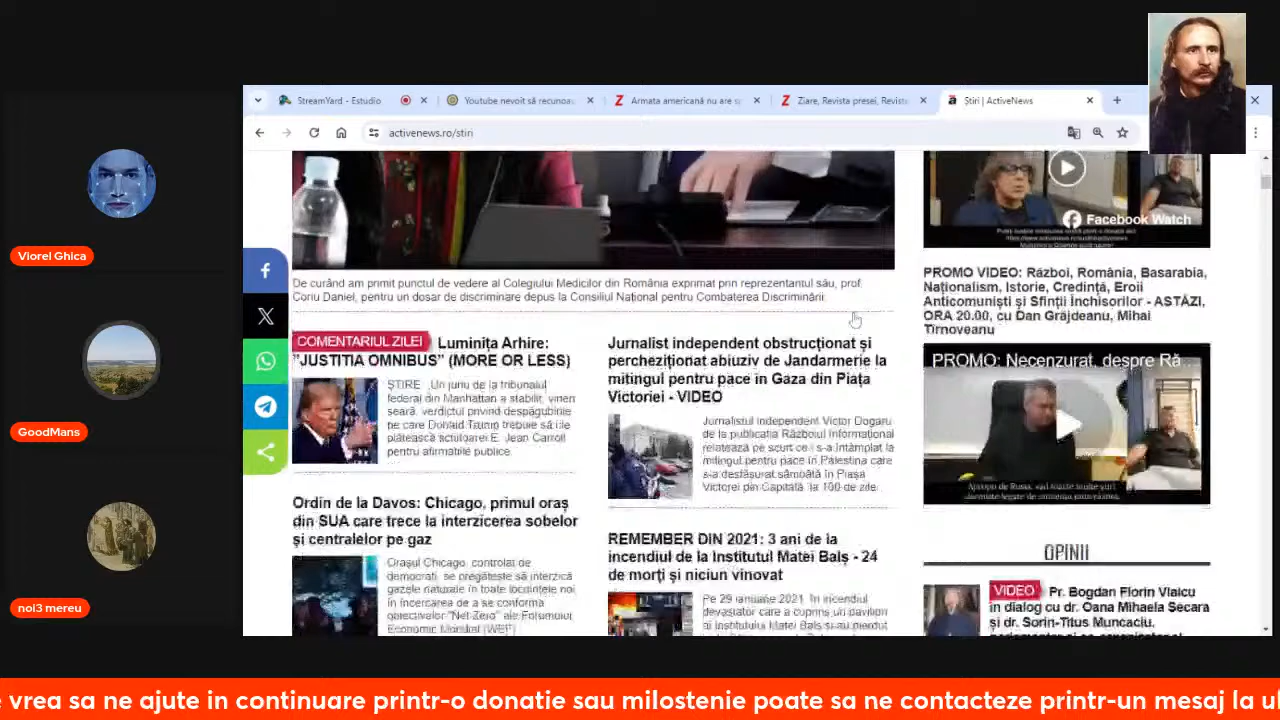 StreamYard - Estudio
Youtube nevoit să recunoa
Armata americană nu are s
Ziare, Revista presei, Revist
Știri | ActiveNews
activenews.ro/stiri
Facebook Watch
De curând am primit punctul de vedere al Colegiului Medicilor din România exprimat prin reprezentantul său, prof.
Coriu Daniel, pentru un dosar de discriminare depus la Consiliul Național pentru Combaterea Discriminării.
PROMO VIDEO: Război, România, Basarabia,
Naționalism, Istorie, Credință, Eroii
Anticomuniști și Sfinții Închisorilor - ASTĂZI,
ORA 20.00, cu Dan Grăjdeanu, Mihai
Tîrnoveanu
Viorel Ghica
COMENTARIUL ZILEI Luminița Arhire:
"JUSTITIA OMNIBUS" (MORE OR LESS)
ȘTIRE Un juriu de la tribunalul
federal din Manhattan a stabilit, vineri
seară, verdictul privind despăgubirile
pe care Donald Trump trebuie să i le
plătească scriitoarei E. Jean Carroll
pentru afirmațiile publice
Jurnalist independent obstrucționat și
percheziționat abiuziv de Jandarmerie la
mitingul pentru pace în Gaza din Piața
Victoriei - VIDEO
Jurnalistul independent Victor Dogaru
de la publicația Războiul Informațional
relatează pe scurt ce i s-a întâmplat la
mitingul pentru pace în Palestina care
s-a desfășurat sâmbătă în Piața
Victoriei din Capitală, la 100 de zile
PROMO: Necenzurat, despre Ră...
GoodMans
Ordin de la Davos: Chicago, primul oraș
din SUA care trece la interzicerea sobelor
și centralelor pe gaz
Orașul Chicago, controlat de
democrați, se pregătește să interzică
gazele naturale în toate locuințele noi
în încercarea de a se conforma
obiectivelor "Net Zero" ale Forumului
Economic Mondial (WEF)
REMEMBER DIN 2021: 3 ani de la
incendiul de la Institutul Matei Balș - 24
de morți și niciun vinovat
Pe 29 ianuarie 2021, în incendiul
devastator care a cuprins un pavilion
al Institutului Matei Balș și-au pierdut
OPINII
VIDEO Pr. Bogdan Florin Vlaicu
în dialog cu dr. Oana Mihaela Secara
și dr. Sorin-Titus Muncaciu,
noi3 mereu
vrea sa ne ajute in continuare printr-o donatie sau milostenie poate sa ne contacteze printr-un mesaj la